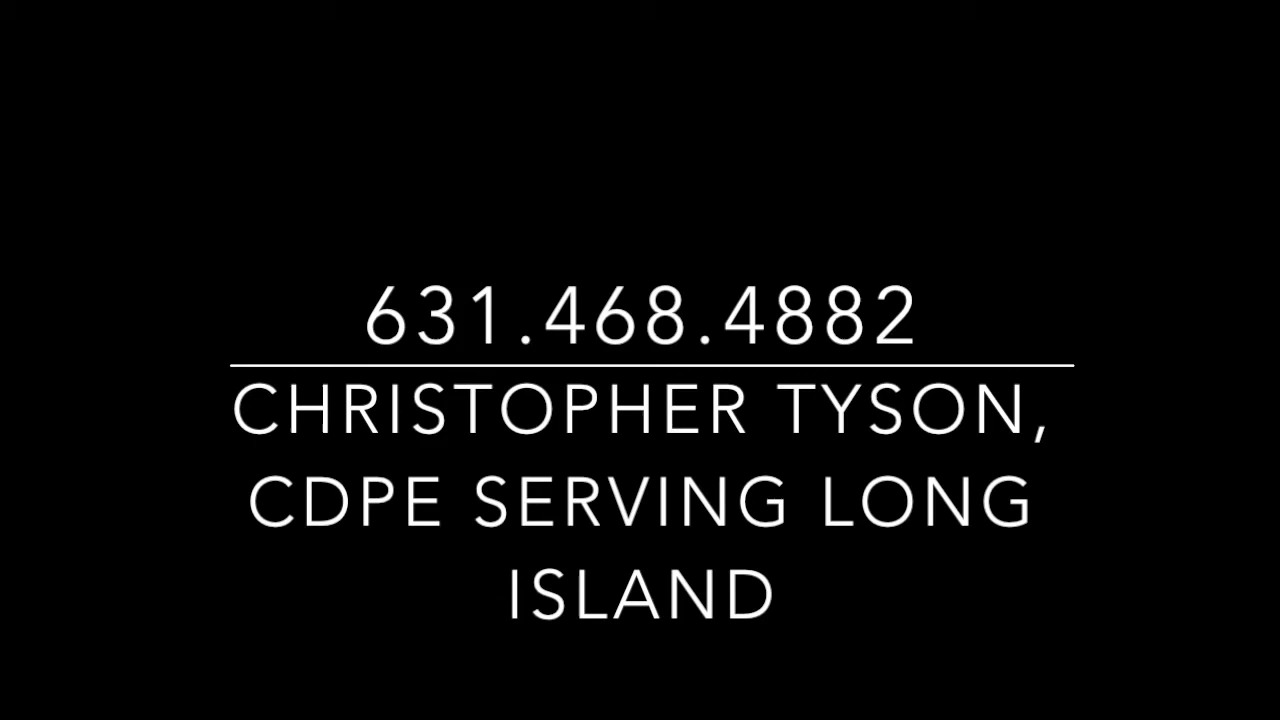 631.468.4882
CHRISTOPHER TYSON,
CDPE SERVING LONG
ISLAND